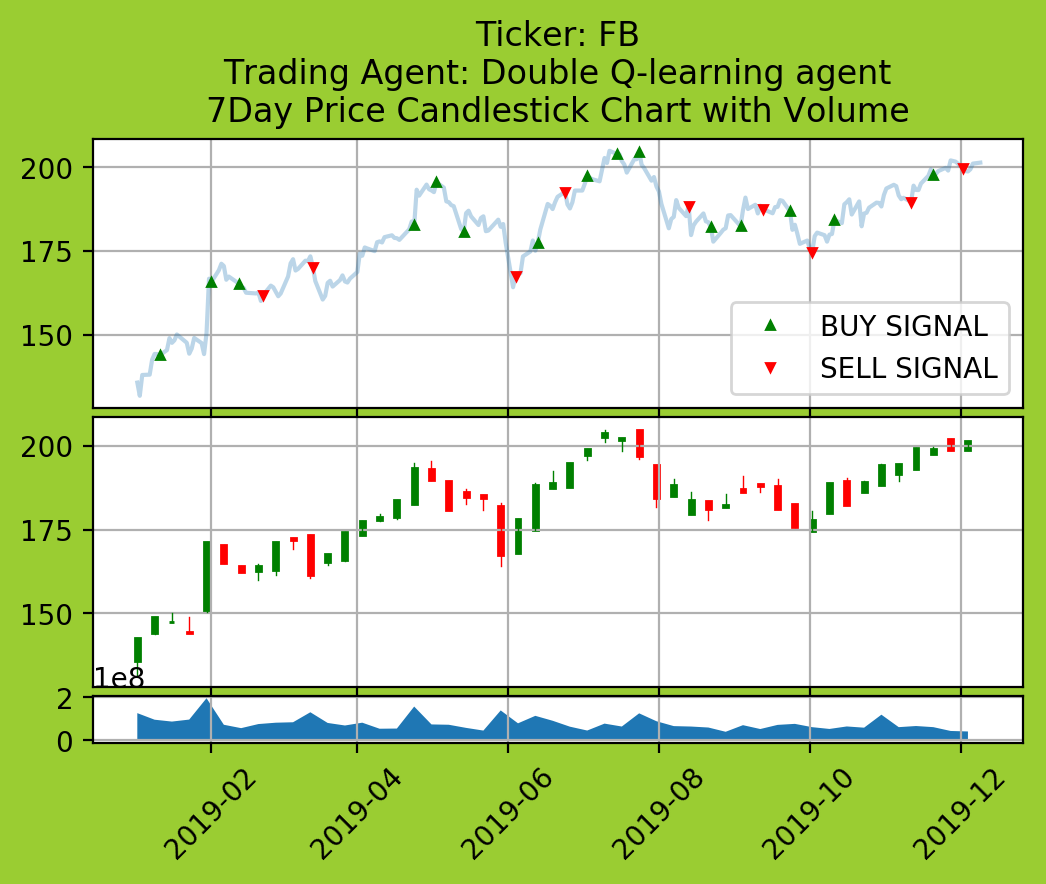 Ticker: FB
Trading Agent: Double Q-learning agent
7Day Price Candlestick Chart with Volume
200
175
150
BUY SIGNAL
SELL SIGNAL
200
175
150
1e8
2
0
2019-02
2019-04
2019-06
2019-08
2019-10
2019-12